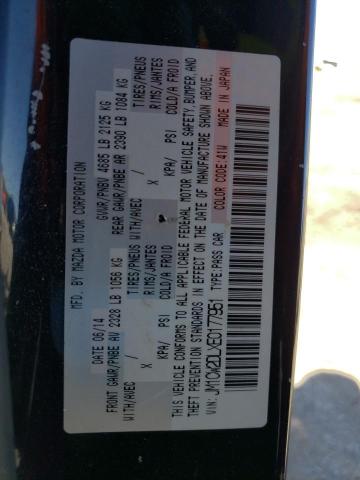 MFD. BY MAZDA MOTOR CORPORATION
DATE 06/14 GVWR/PNBV 4685 LB 2125 KG
FRONT GAWR/PNBE AV 2328 LB 1056 KG REAR GAWR/PNBE AR 2390 LB 1084 KG
WITH/AVEC / TIRES/PNEUS WITH/AVEC / TIRES/PNEUS
X RIMS/JANTES X RIMS/JANTES
KPA/ PSI COLD/A FROID KPA/ PSI COLD/A FROID
THIS VEHICLE CONFORMS TO ALL APPLICABLE FEDERAL MOTOR VEHICLE SAFETY, BUMPER, AND
THEFT PREVENTION STANDARDS IN EFFECT ON THE DATE OF MANUFACTURE SHOWN ABOVE.
VIN: JM1CW2DLXE0177951 TYPE:PASS CAR COLOR CODE:41W MADE IN JAPAN